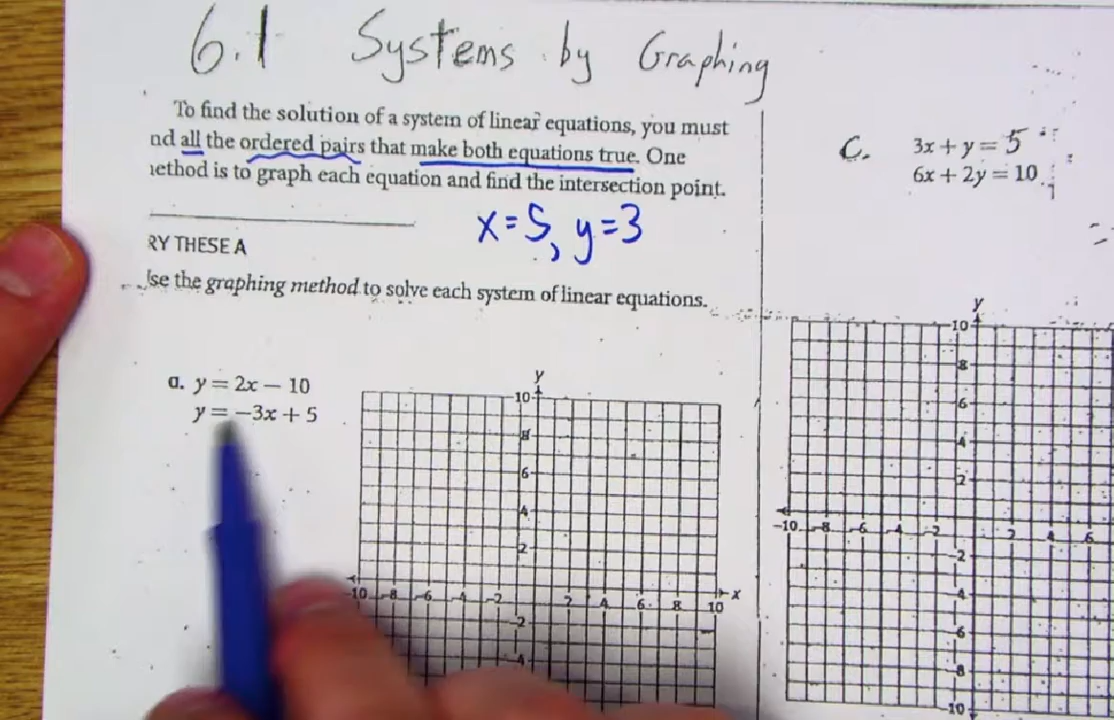 6.1 Systems by Graphing
To find the solution of a system of linear equations, you must
nd all the ordered pairs that make both equations true. One
ethod is to graph each equation and find the intersection point.
x=5, y=3
RY THESE A
se the graphing method to solve each system of linear equations.
a. y = 2x − 10
y = −3x + 5
y
10
8
6
4
2
-10 -8 -6 -4 -2 2 4 6 8 10 x
-2
-4
C. 3x + y = 5
6x + 2y = 10
y
10
8
6
4
2
-10 -8 -6 -4 -2 2 4 6
-2
-4
-6
-8
-10